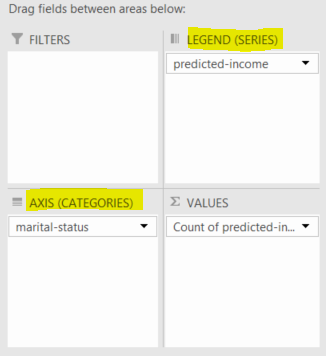 Drag fields between areas below:
FILTERS
LEGEND (SERIES)
predicted-income
AXIS (CATEGORIES)
VALUES
marital-status
Count of predicted-in...